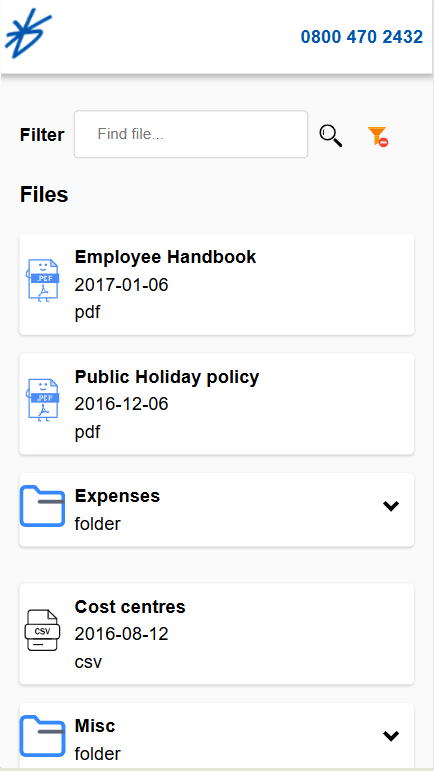 0800 470 2432
Filter Find file...
Files
Employee Handbook
2017-01-06
PDF
pdf
Public Holiday policy
2016-12-06
PDF
pdf
Expenses
folder
Cost centres
2016-08-12
CSV
csv
Misc
folder